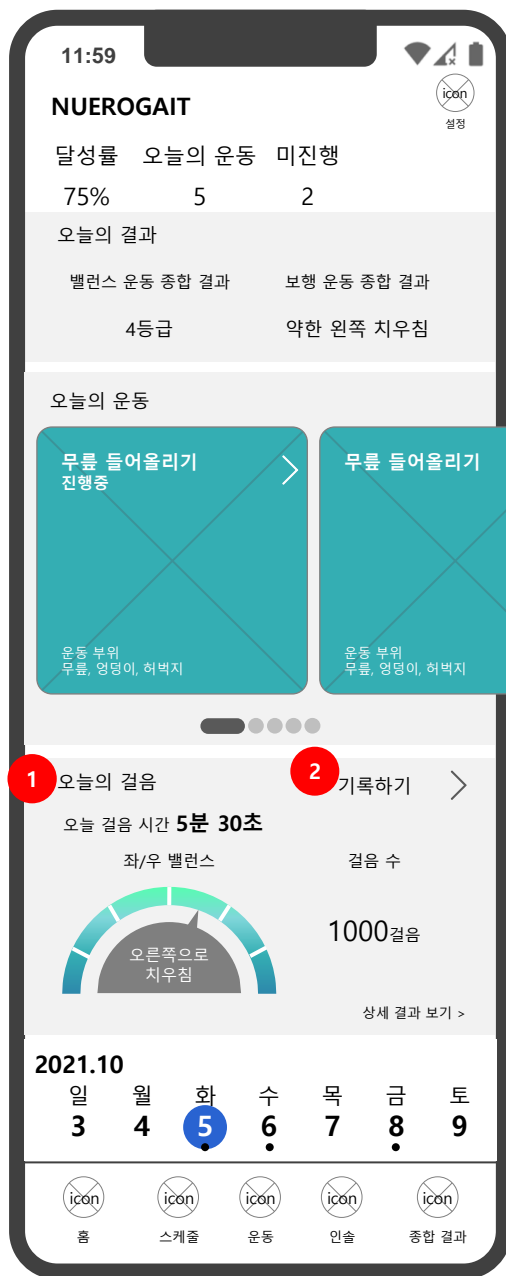 11:59
NUEROGAIT
icon
설정
달성률 오늘의 운동 미진행
75% 5 2
오늘의 결과
밸런스 운동 종합 결과 보행 운동 종합 결과
4등급 약한 왼쪽 치우침
오늘의 운동
무릎 들어올리기 무릎 들어올리기
진행중
운동 부위 운동 부위
무릎, 엉덩이, 허벅지 무릎, 엉덩이, 허벅지
1 오늘의 걸음 2 기록하기
오늘 걸음 시간 5분 30초
좌/우 밸런스 걸음 수
오른쪽으로
치우침
1000걸음
상세 결과 보기 >
2021.10
일 월 화 수 목 금 토
3 4 5 6 7 8 9
icon icon icon icon icon
홈 스케줄 운동 인솔 종합 결과